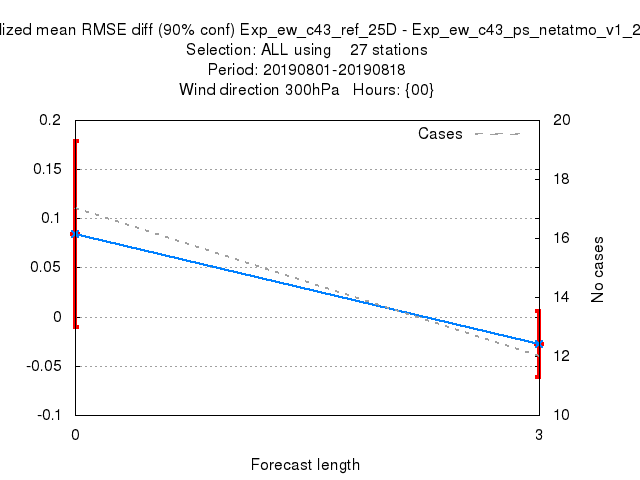 lized mean RMSE diff (90% conf) Exp_ew_c43_ref_25D - Exp_ew_c43_ps_netatmo_v1_2
Selection: ALL using 27 stations
Period: 20190801-20190818
Wind direction 300hPa Hours: {00}
Cases
0.2
0.15
0.1
0.05
0
-0.05
-0.1
20
18
16
14
12
10
No cases
0 3
Forecast length